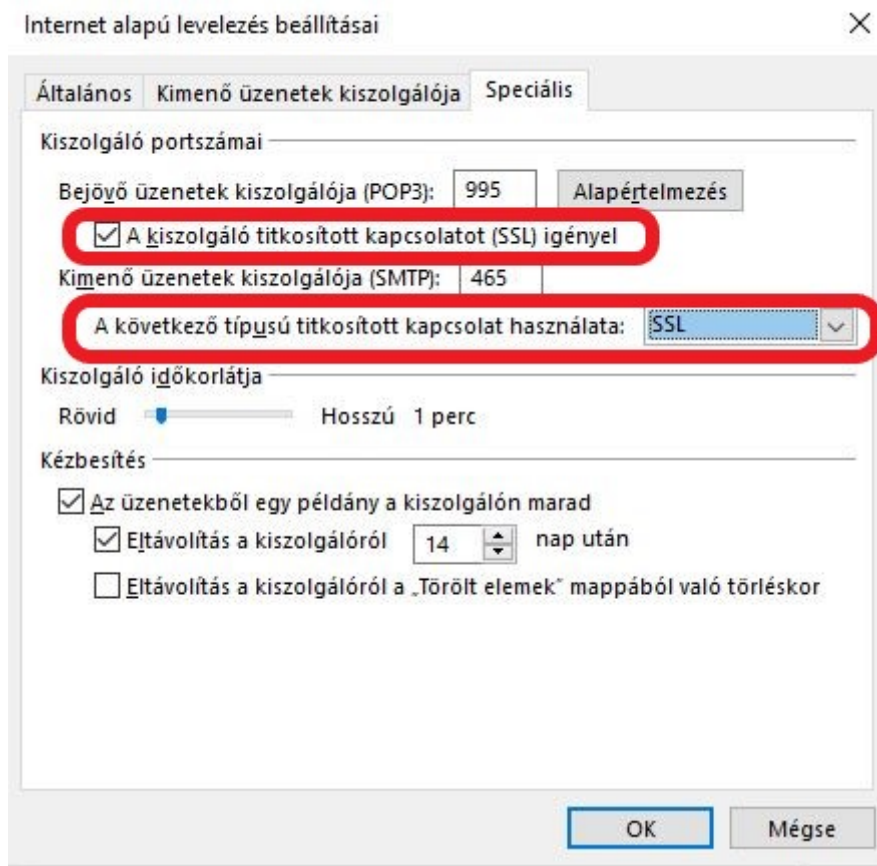 Internet alapú levelezés beállításai
Általános Kimenő üzenetek kiszolgálója Speciális
Kiszolgáló portszámai
Bejövő üzenetek kiszolgálója (POP3): 995 Alapértelmezés
A kiszolgáló titkosított kapcsolatot (SSL) igényel
Kimenő üzenetek kiszolgálója (SMTP): 465
A következő típusú titkosított kapcsolat használata: SSL
Kiszolgáló időkorlátja
Rövid Hosszú 1 perc
Kézbesítés
Az üzenetekből egy példány a kiszolgálón marad
Eltávolítás a kiszolgálóról 14 nap után
Eltávolítás a kiszolgálóról a „Törölt elemek” mappából való törléskor
OK Mégse